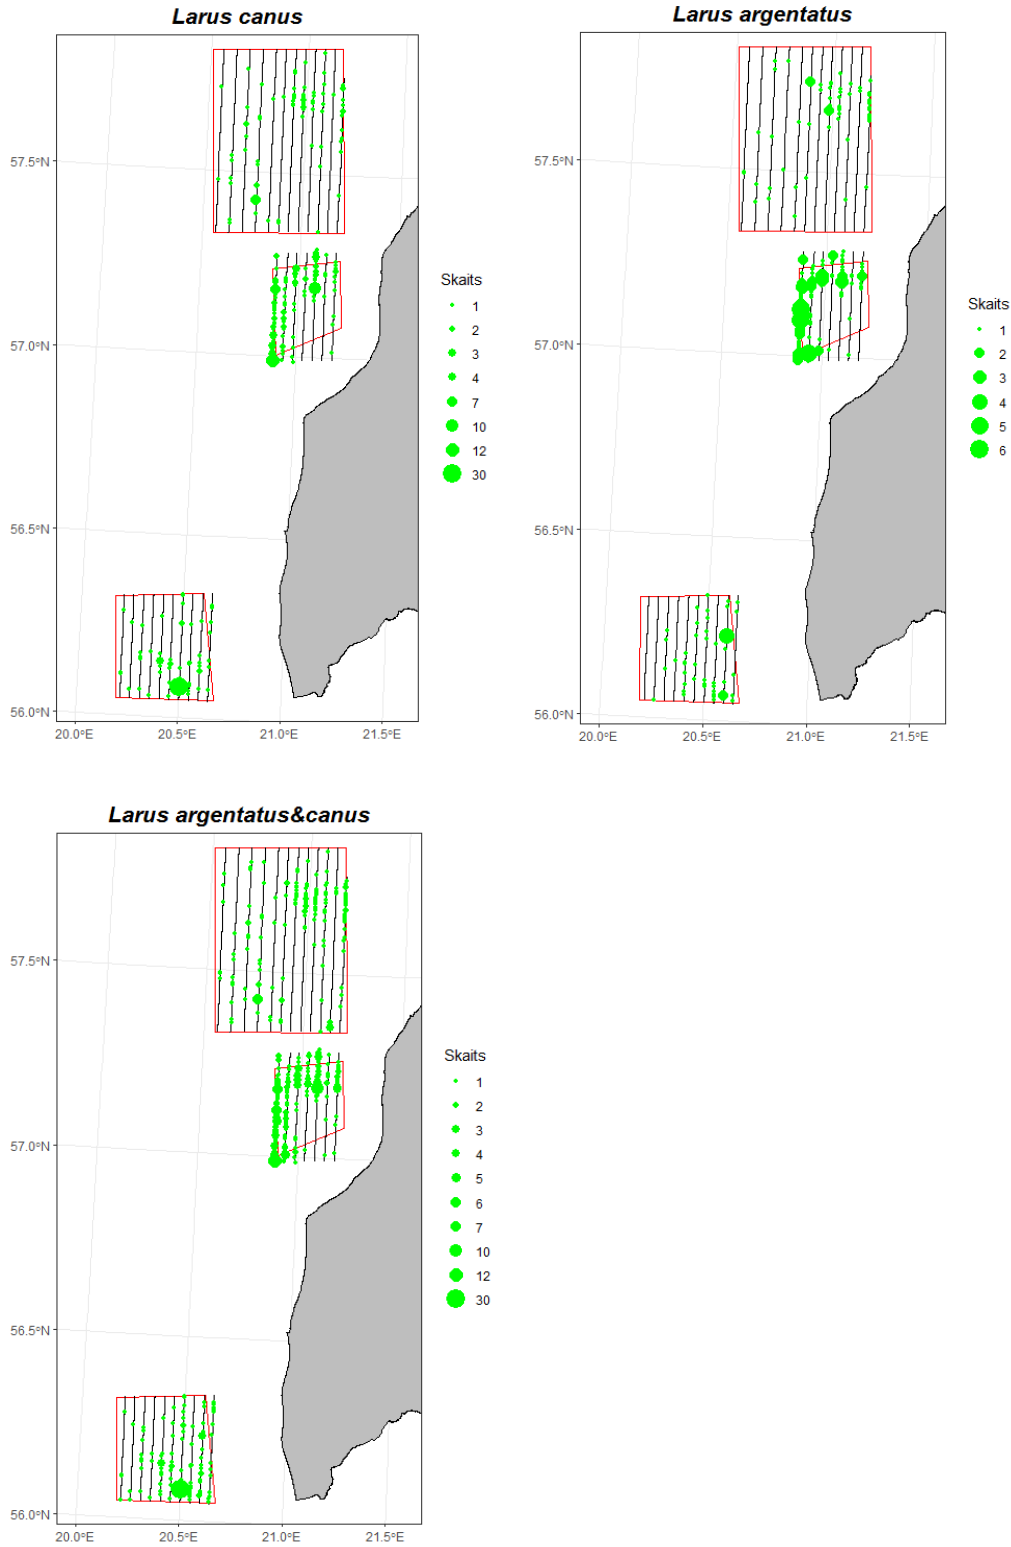 Larus canus
57.5°N
57.0°N
56.5°N
56.0°N
20.0°E 20.5°E 21.0°E 21.5°E
Skaits
1
2
3
4
7
10
12
30
Larus argentatus
57.5°N
57.0°N
56.5°N
56.0°N
20.0°E 20.5°E 21.0°E 21.5°E
Skaits
1
2
3
4
5
6
Larus argentatus&canus
57.5°N
57.0°N
56.5°N
56.0°N
20.0°E 20.5°E 21.0°E 21.5°E
Skaits
1
2
3
4
5
6
7
10
12
30